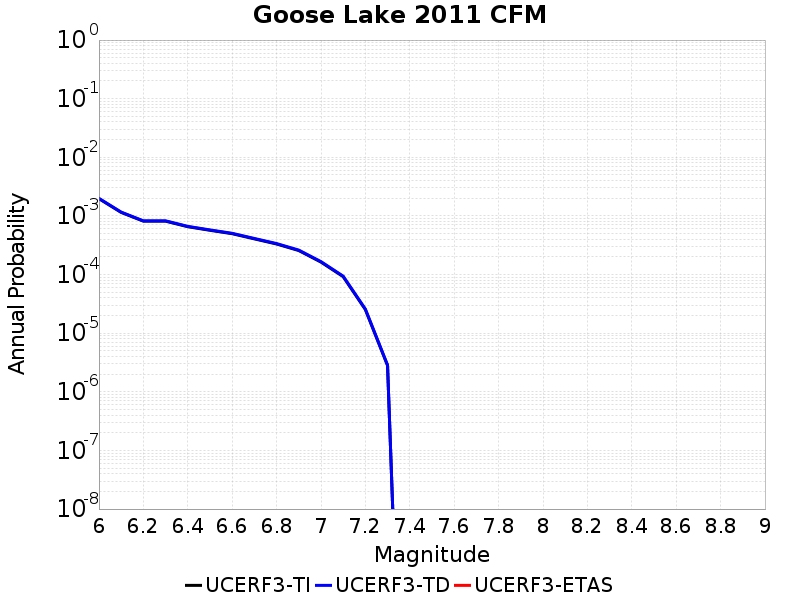 Goose Lake 2011 CFM
Annual Probability
10^0
10^-1
10^-2
10^-3
10^-4
10^-5
10^-6
10^-7
10^-8
6 6.2 6.4 6.6 6.8 7 7.2 7.4 7.6 7.8 8 8.2 8.4 8.6 8.8 9
Magnitude
UCERF3-TI UCERF3-TD UCERF3-ETAS